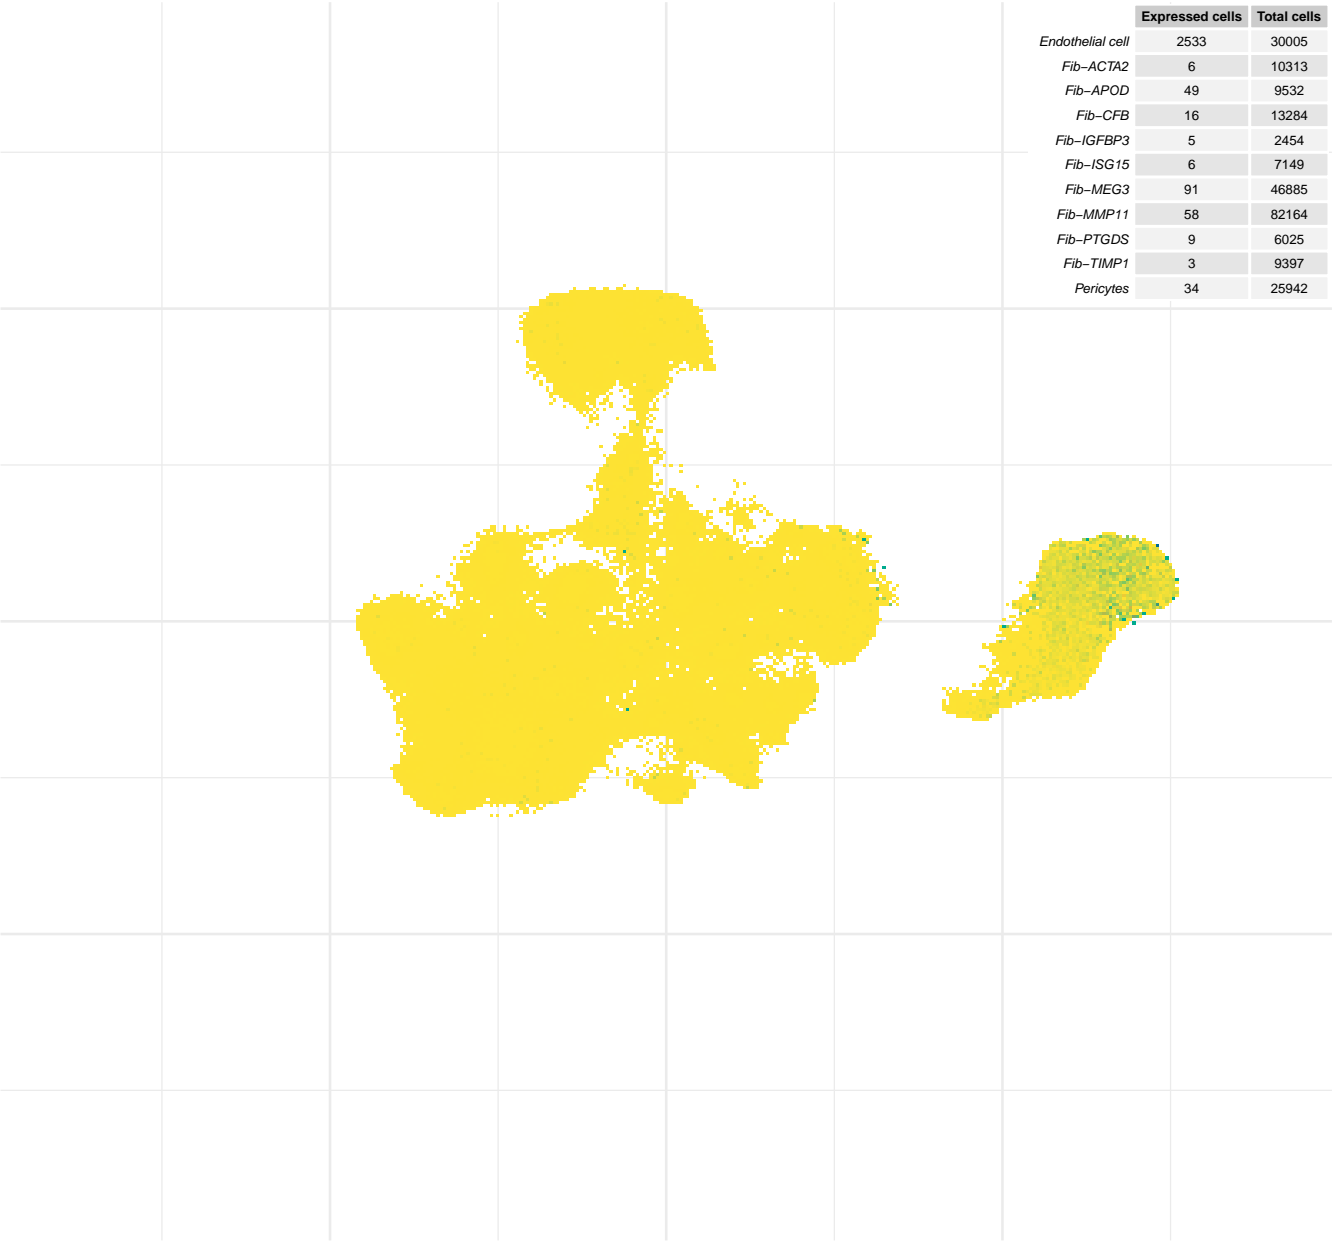 Expressed cells Total cells
Endothelial cell 2533 30005
Fib−ACTA2 6 10313
Fib−APOD 49 9532
Fib−CFB 16 13284
Fib−IGFBP3 5 2454
Fib−ISG15 6 7149
Fib−MEG3 91 46885
Fib−MMP11 58 82164
Fib−PTGDS 9 6025
Fib−TIMP1 3 9397
Pericytes 34 25942